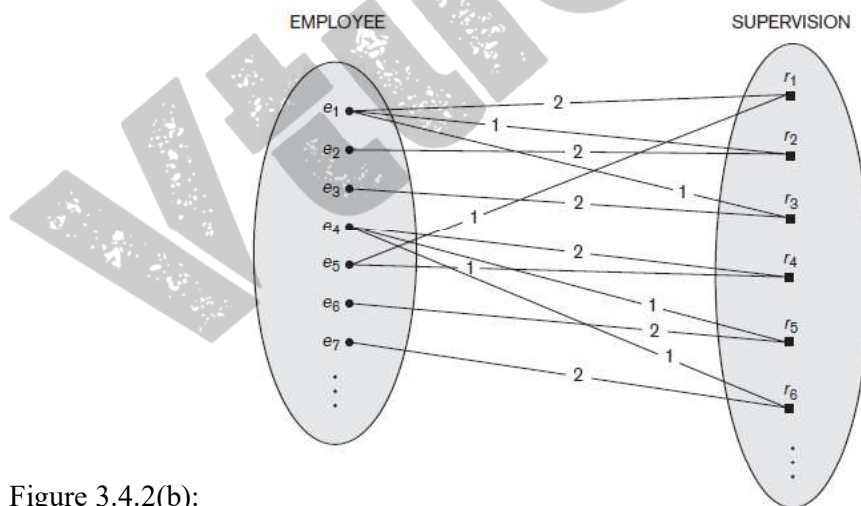 EMPLOYEE SUPERVISION
e1
e2
e3
e4
e5
e6
e7
2
1
2
1
2
1
2
1
1
2
1
2
r1
r2
r3
r4
r5
r6
Figure 3.4.2(b):